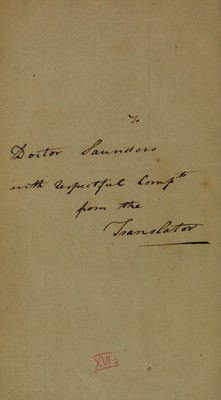 To
Doctor Saunders
with respectful Compts
from the
Translator
XVI 3